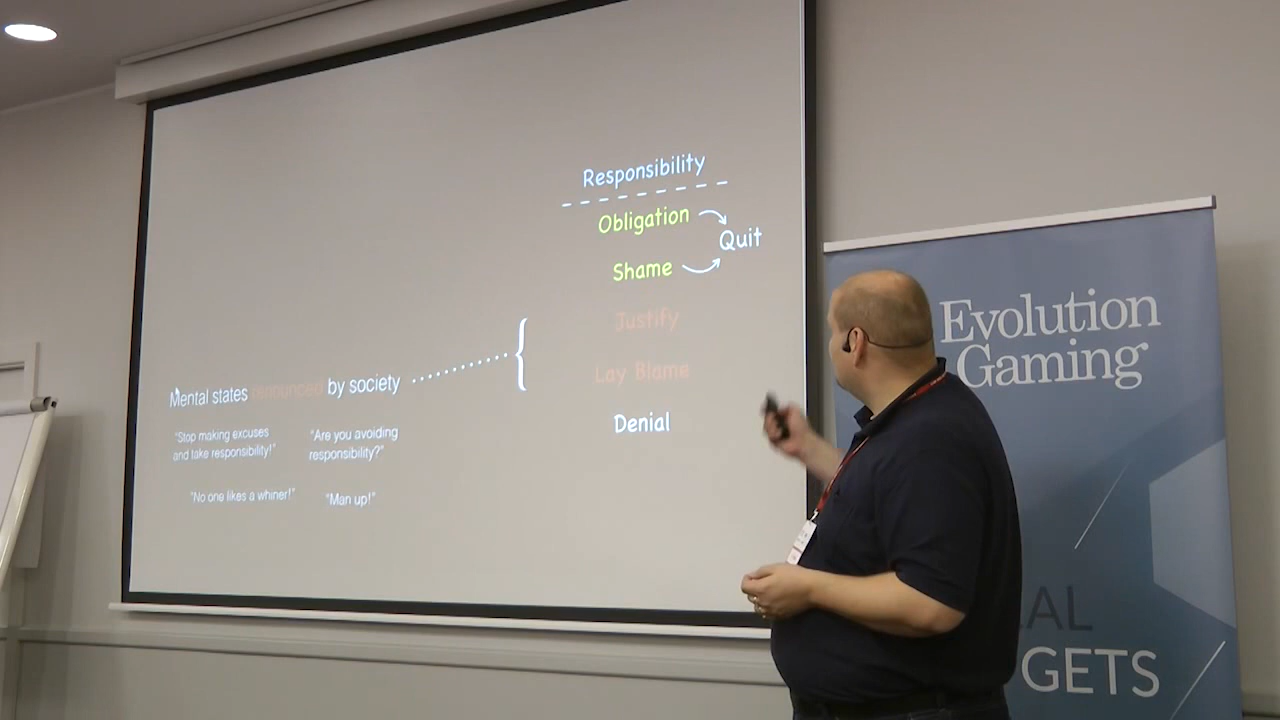 Responsibility
Obligation
Quit
Shame
Justify
Lay Blame
Denial
Mental states renounced by society
"Stop making excuses
and take responsibility!"
"Are you avoiding
responsibility?"
"No one likes a whiner!"
"Man up!"
Evolution
Gaming
AL
GETS